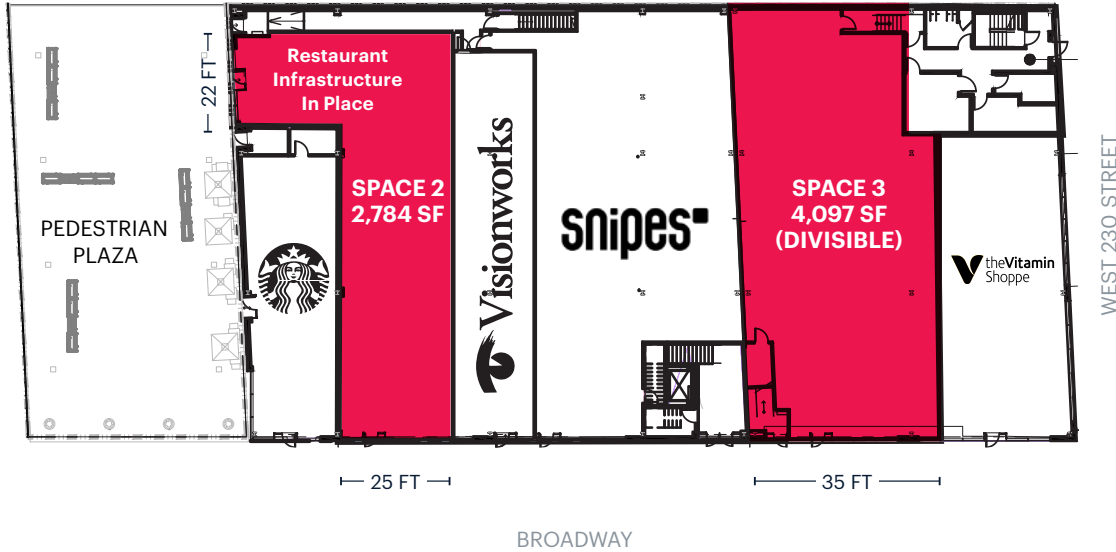 Restaurant
Infrastructure
In Place
22 FT
SPACE 2
2,784 SF
PEDESTRIAN
PLAZA
Visionworks
snipes
SPACE 3
4,097 SF
(DIVISIBLE)
theVitamin
Shoppe
WEST 230 STREET
25 FT
35 FT
BROADWAY